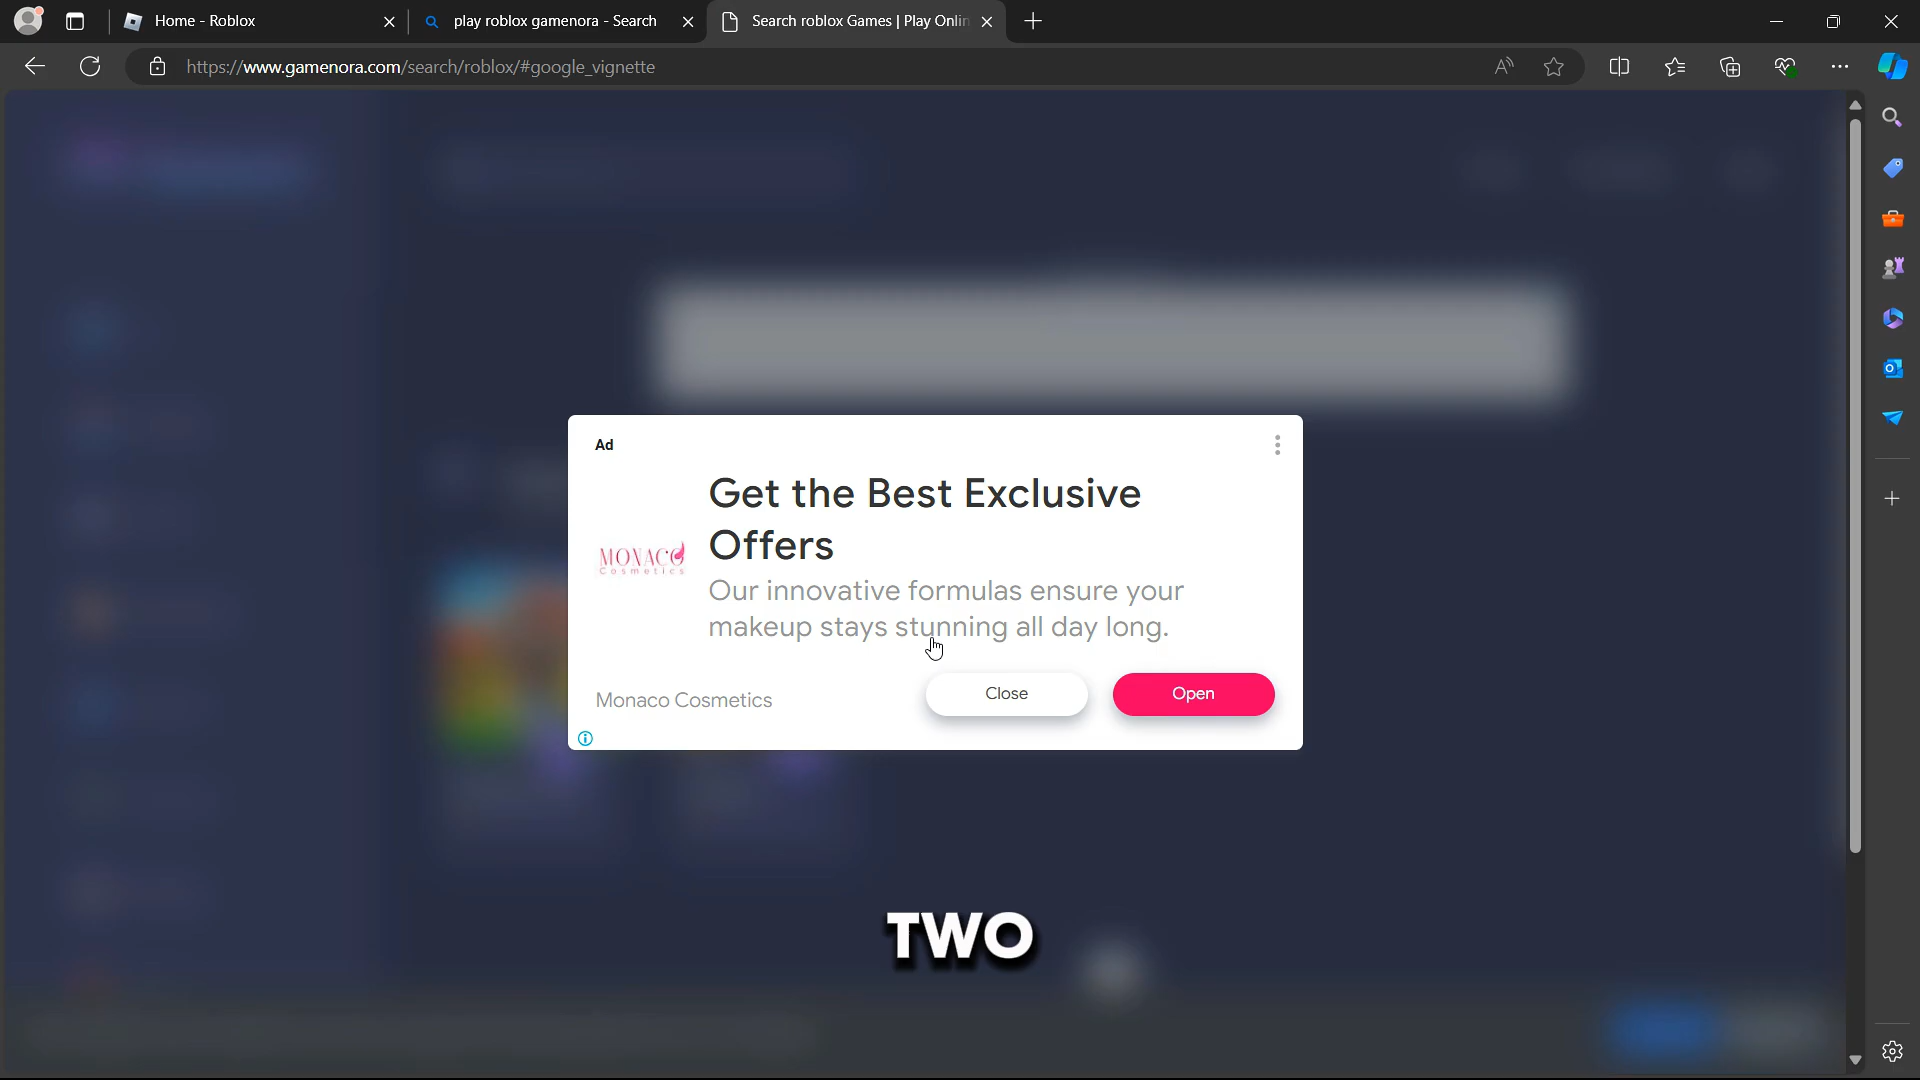 Home - Roblox
play roblox gamenora - Search
Search roblox Games | Play Onlin
https://www.gamenora.com/search/roblox/#google_vignette
Ad
Get the Best Exclusive
Offers
MONACO
Cosmetics
Our innovative formulas ensure your
makeup stays stunning all day long.
Monaco Cosmetics
Close
Open
TWO